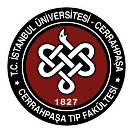 T.C. İSTANBUL ÜNİVERSİTESİ - CERRAHPAŞA
1827
CERRAHPAŞA TIP FAKÜLTESİ